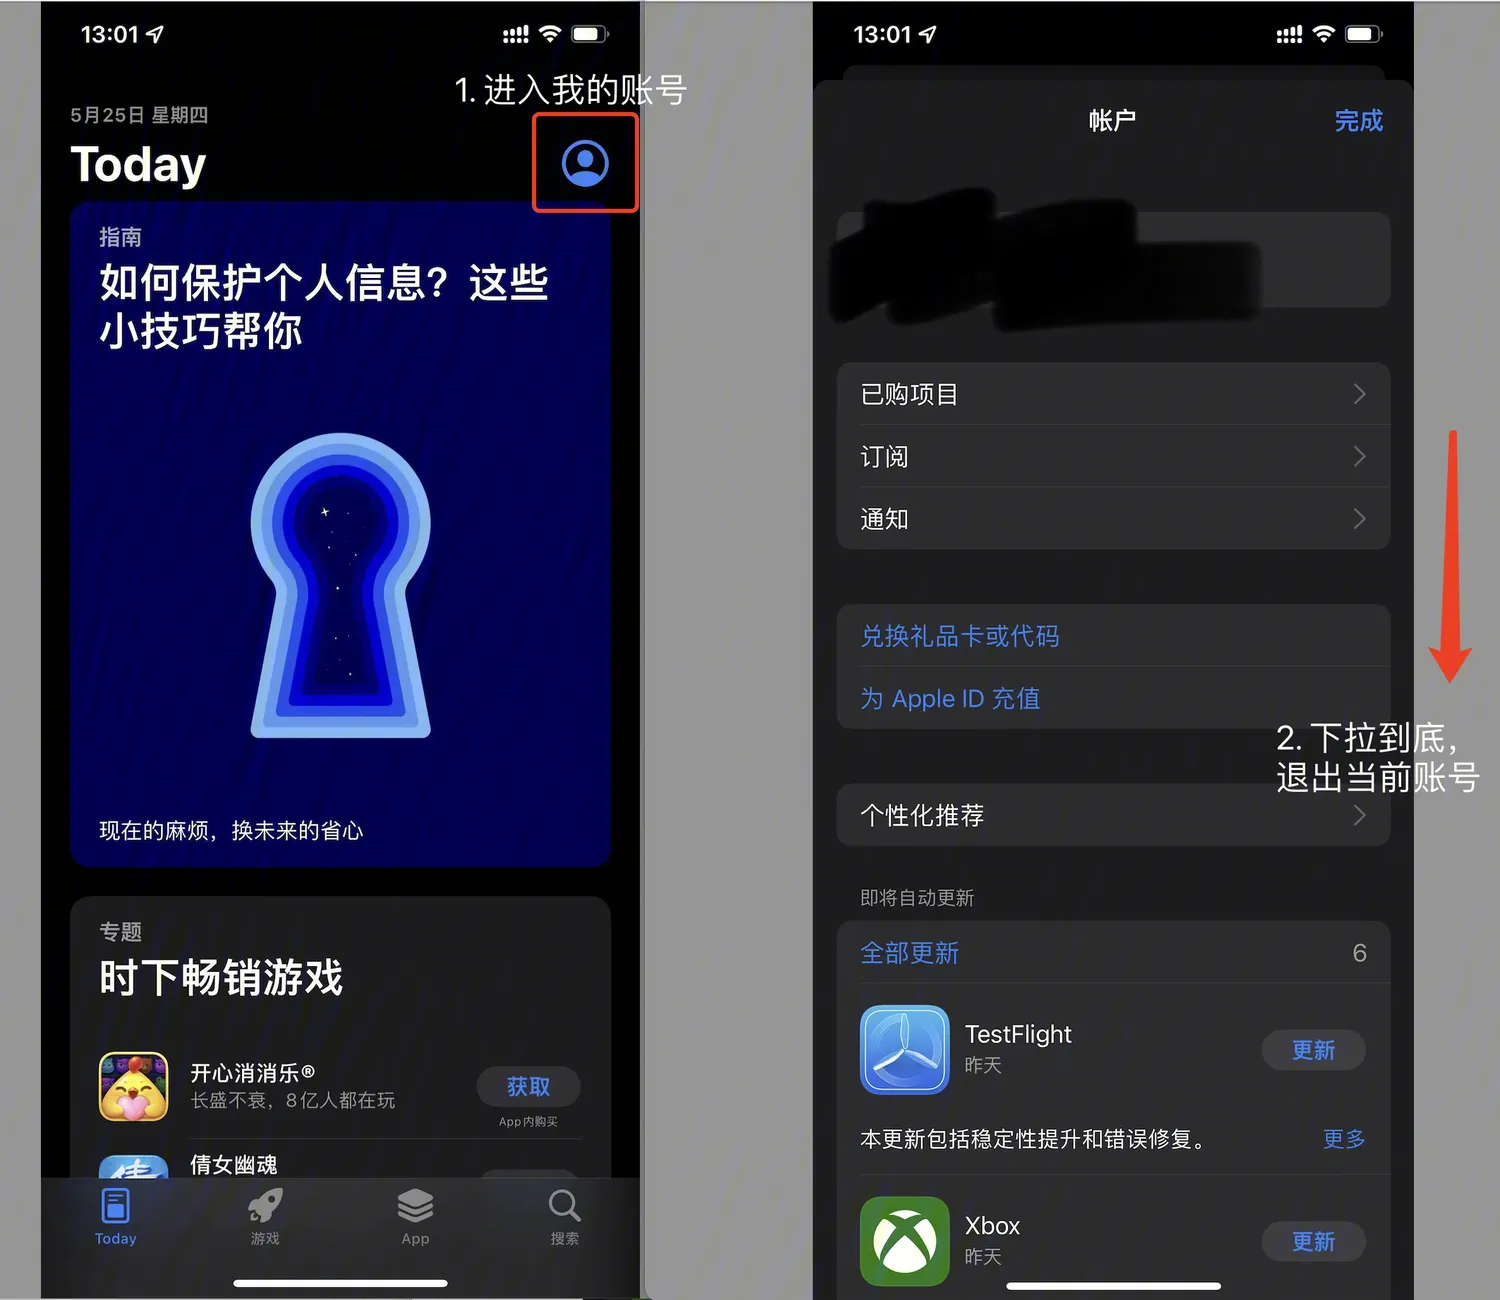 13:01
1. 进入我的账号
5月25日 星期四
Today
指南
如何保护个人信息？这些
小技巧帮你
现在的麻烦，换未来的省心
专题
时下畅销游戏
开心消消乐®
长盛不衰，8 亿人都在玩
获取
App内购买
倩女幽魂
Today
游戏
App
搜索
13:01
帐户
完成
已购项目
订阅
通知
兑换礼品卡或代码
为 Apple ID 充值
2. 下拉到底，
退出当前账号
个性化推荐
即将自动更新
全部更新
6
TestFlight
昨天
更新
本更新包括稳定性提升和错误修复。
更多
Xbox
昨天
更新